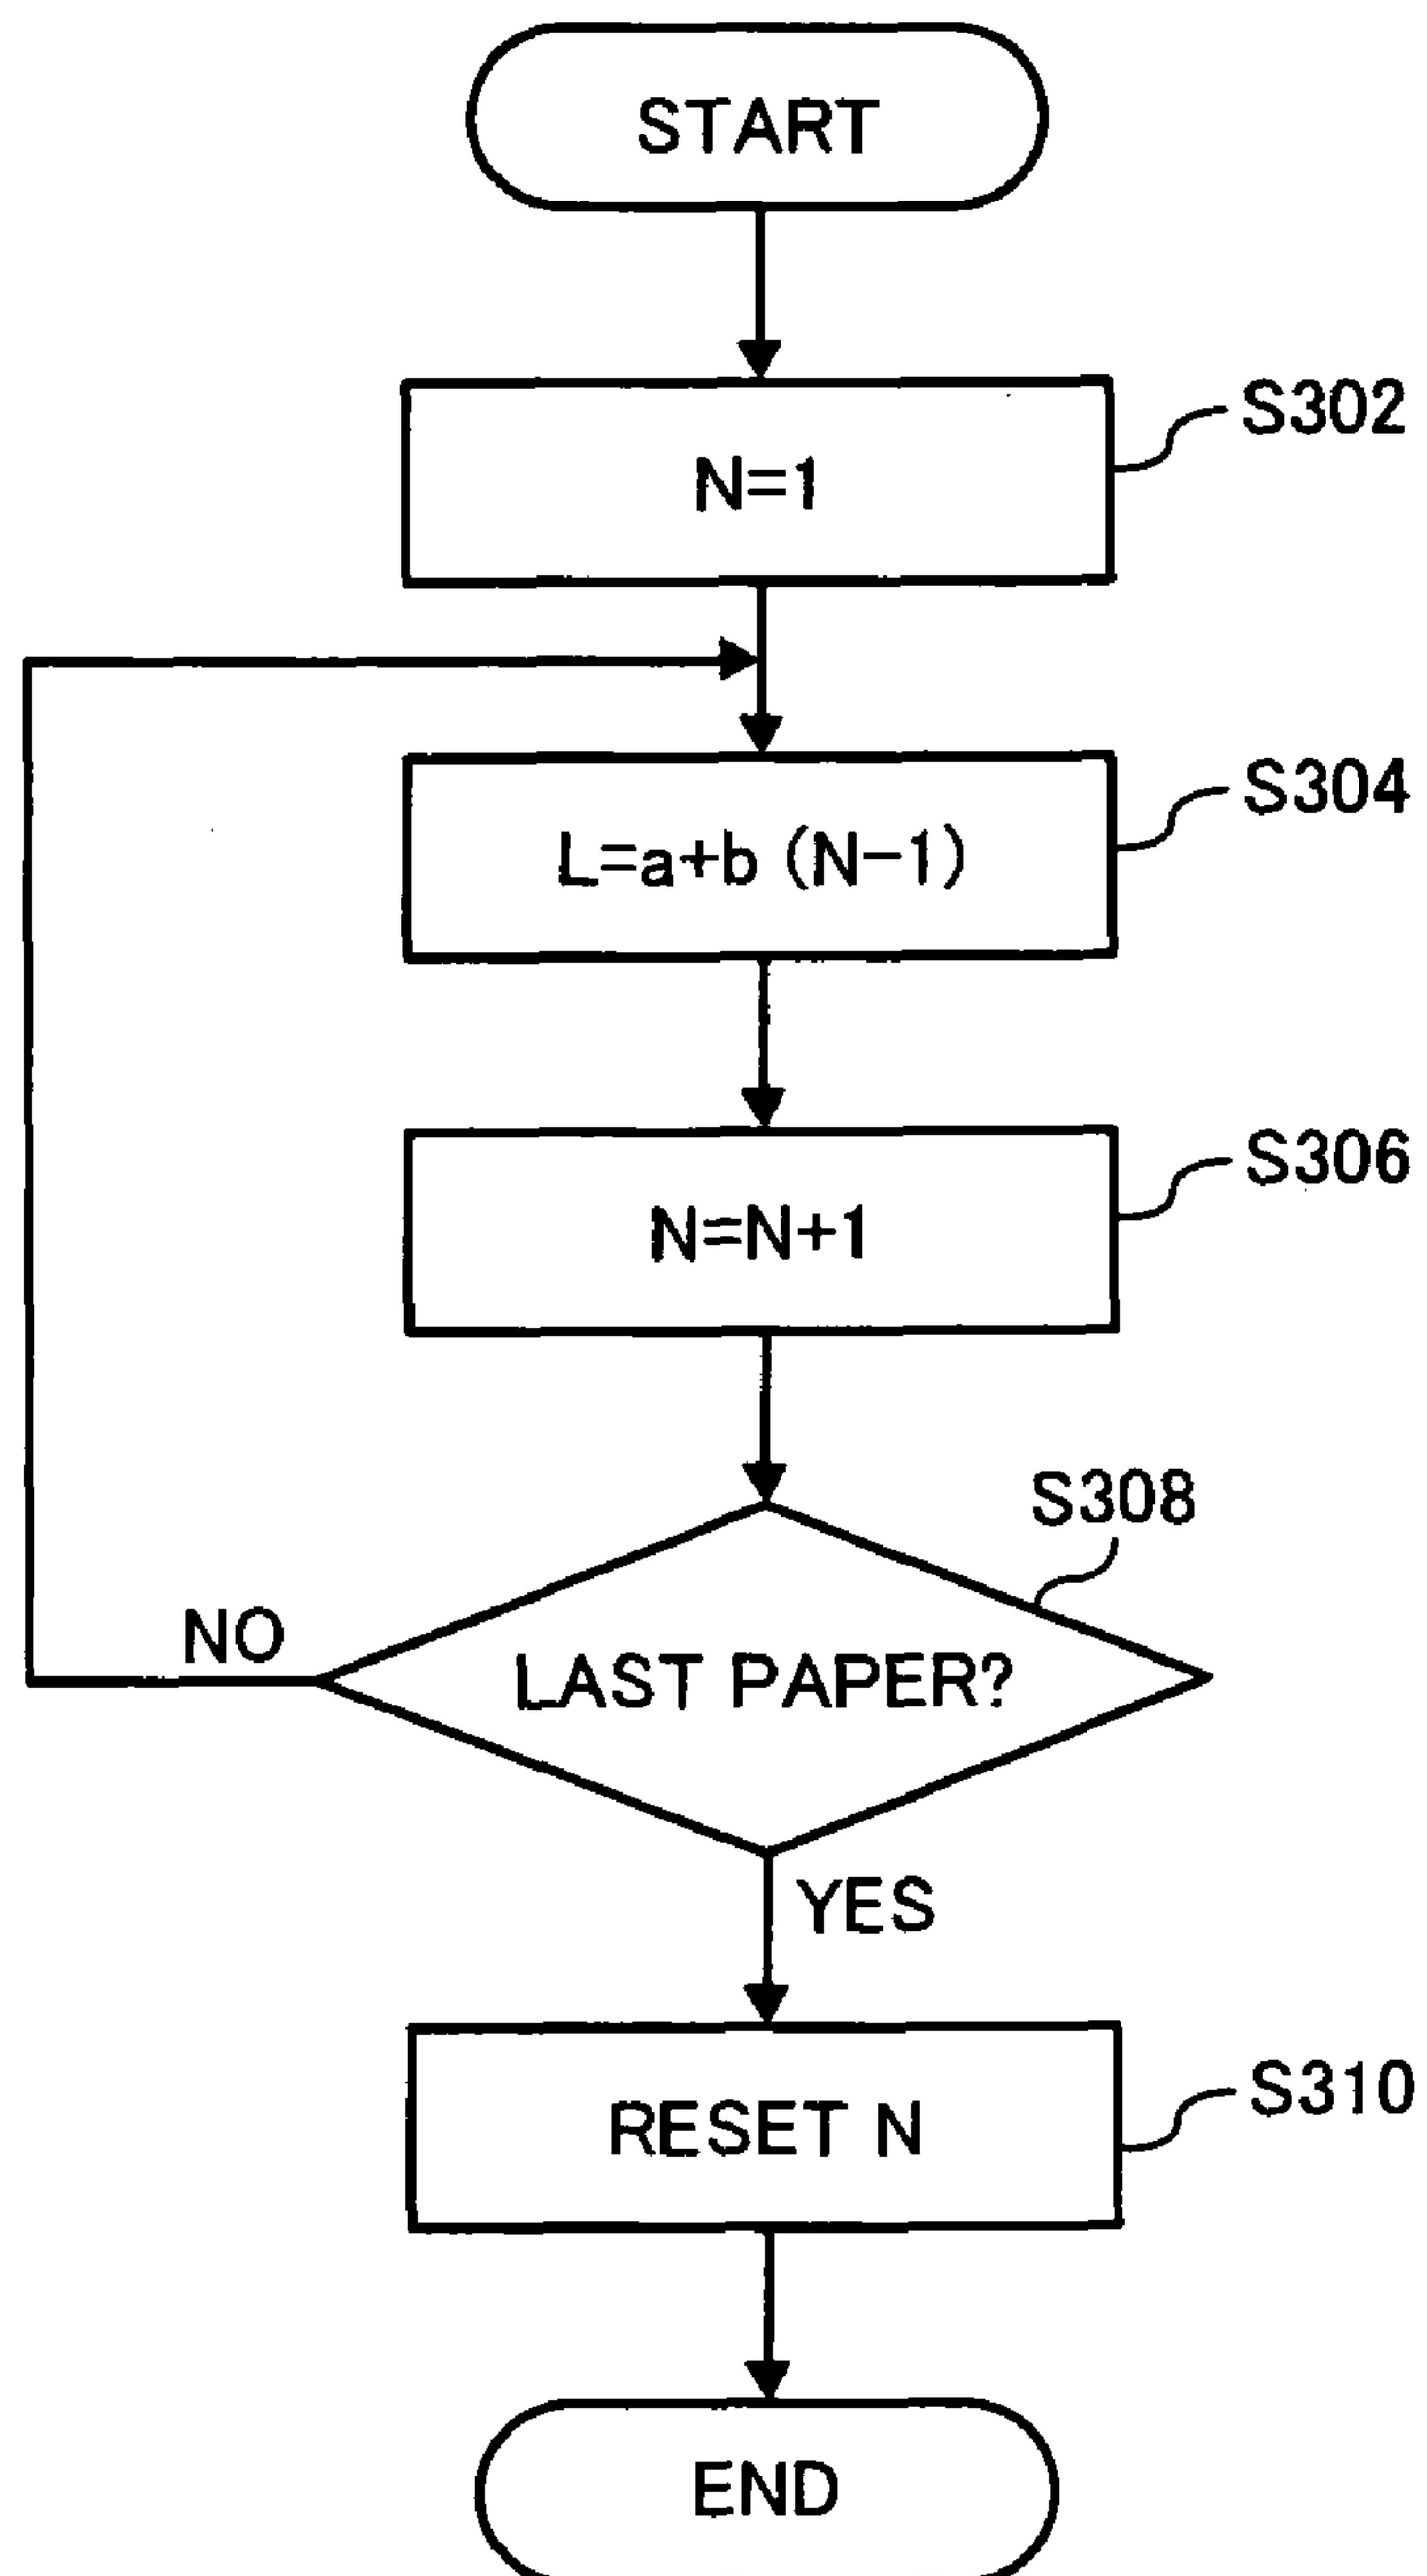 START
N=1
S302
L=a+b (N-1)
S304
N=N+1
S306
S308
LAST PAPER?
NO
YES
RESET N
S310
END